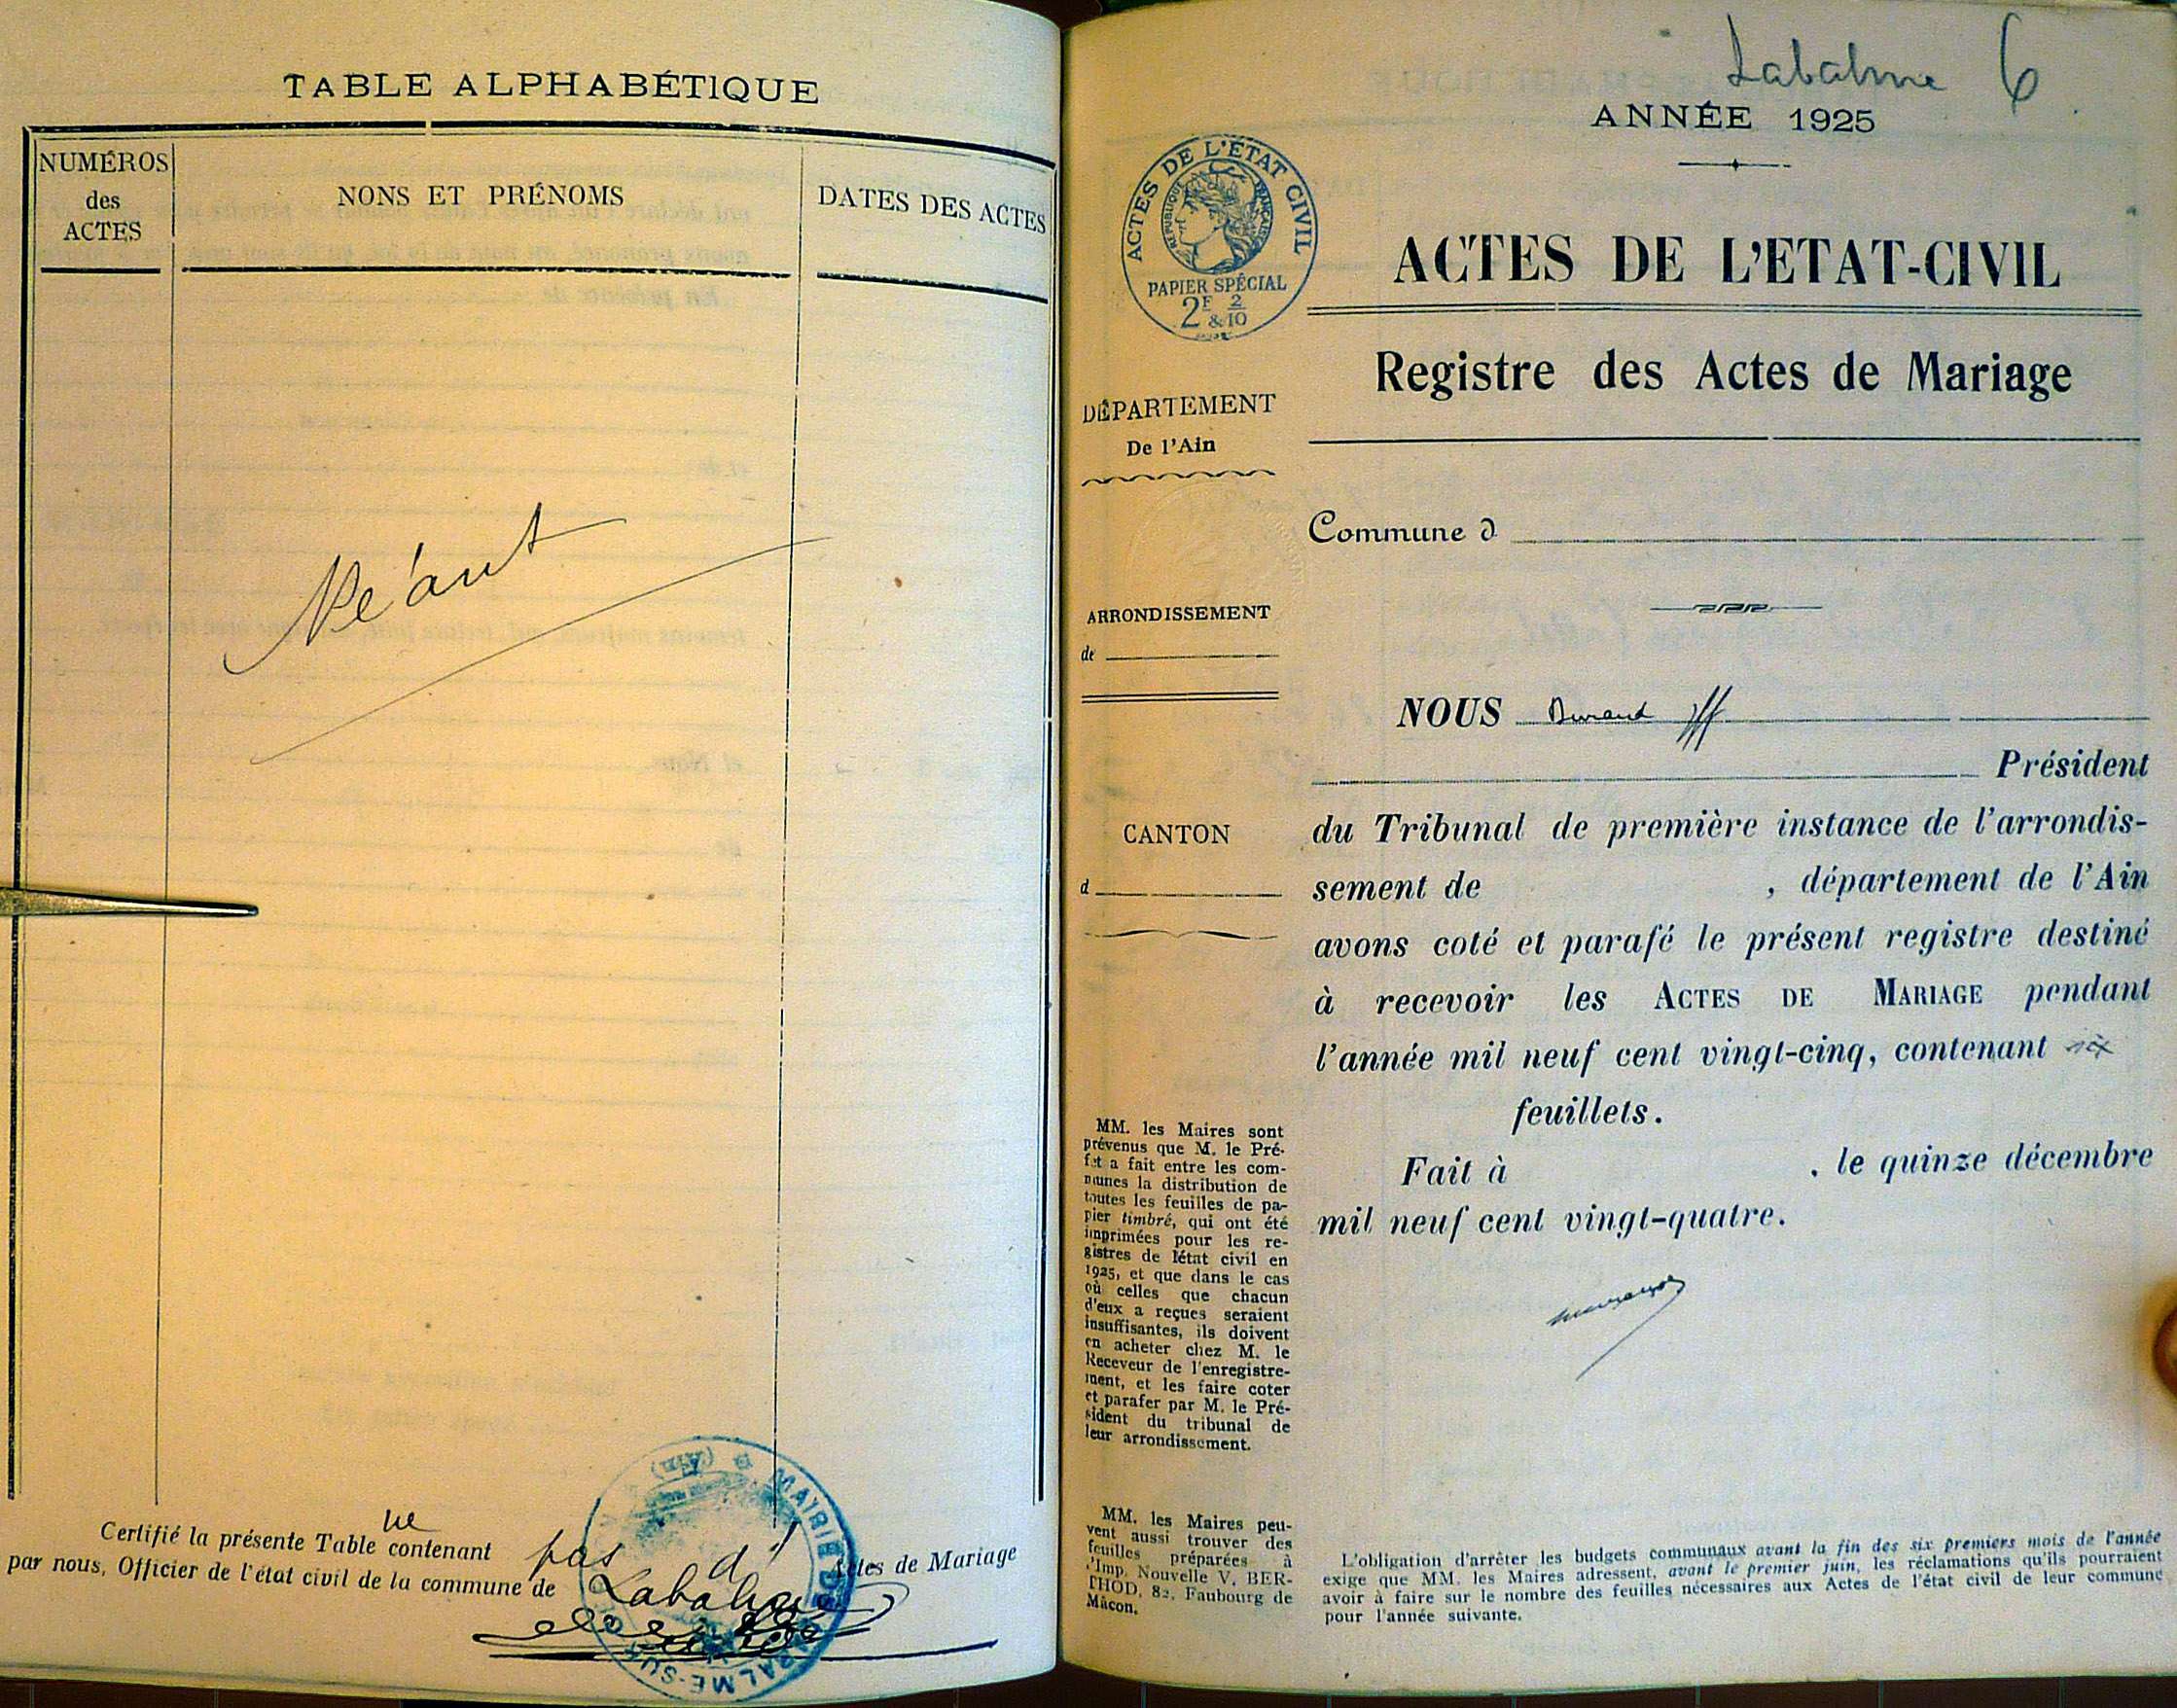 TABLE ALPHABÉTIQUE
NUMÉROS
des
ACTES
NONS ET PRÉNOMS
DATES DES ACTES
Néant
Certifié la présente Table ne contenant pas d' Actes de Mariage
par nous, Officier de l'état civil de la commune de Labalme
MAIRIE DE LABALME-SUR
(AIN)
Labalme 6
ANNÉE 1925
ACTES DE L'ÉTAT CIVIL
RÉPUBLIQUE FRANÇAISE
PAPIER SPÉCIAL
2F & 2/10
ACTES DE L'ETAT-CIVIL
Registre des Actes de Mariage
DÉPARTEMENT
De l'Ain
Commune d
ARRONDISSEMENT
de
NOUS Durand
Président
CANTON
d
du Tribunal de première instance de l'arrondis-
sement de , département de l'Ain
avons coté et parafé le présent registre destiné
à recevoir les ACTES DE MARIAGE pendant
l'année mil neuf cent vingt-cinq, contenant six
feuillets.
Fait à , le quinze décembre
mil neuf cent vingt-quatre.
MM. les Maires sont
prévenus que M. le Pré-
fet a fait entre les com-
munes la distribution de
toutes les feuilles de pa-
pier timbré, qui ont été
imprimées pour les re-
gistres de létat civil en
1925, et que dans le cas
où celles que chacun
d'eux a reçues seraient
insuffisantes, ils doivent
en acheter chez M. le
Receveur de l'enregistre-
ment, et les faire coter
et parafer par M. le Pré-
sident du tribunal de
leur arrondissement.
MM. les Maires peu-
vent aussi trouver des
feuilles préparées à
l'Imp. Nouvelle V. BER-
THOD, 82, Faubourg de
Mâcon.
L'obligation d'arrêter les budgets communaux avant la fin des six premiers mois de l'année
exige que MM. les Maires adressent, avant le premier juin, les réclamations qu'ils pourraient
avoir à faire sur le nombre des feuilles nécessaires aux Actes de l'état civil de leur commune
pour l'année suivante.